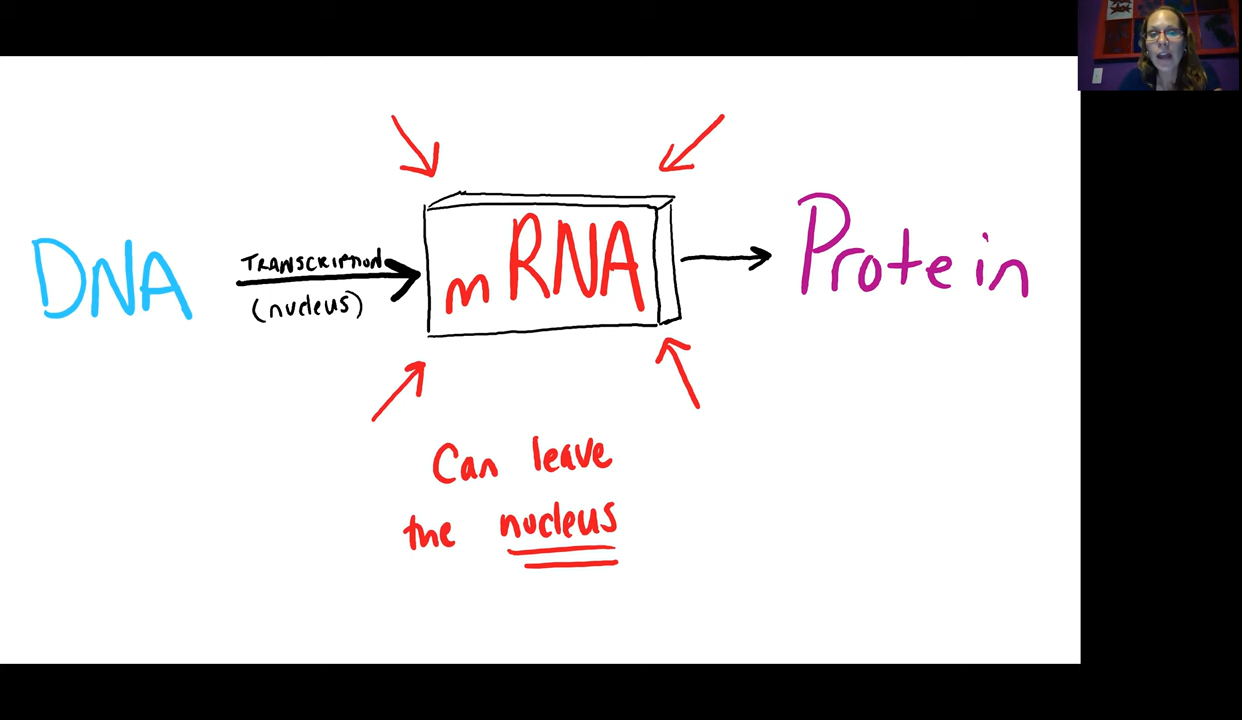 DNA
TRANSCRIPTION
(nucleus)
mRNA
Protein
Can leave
the nucleus